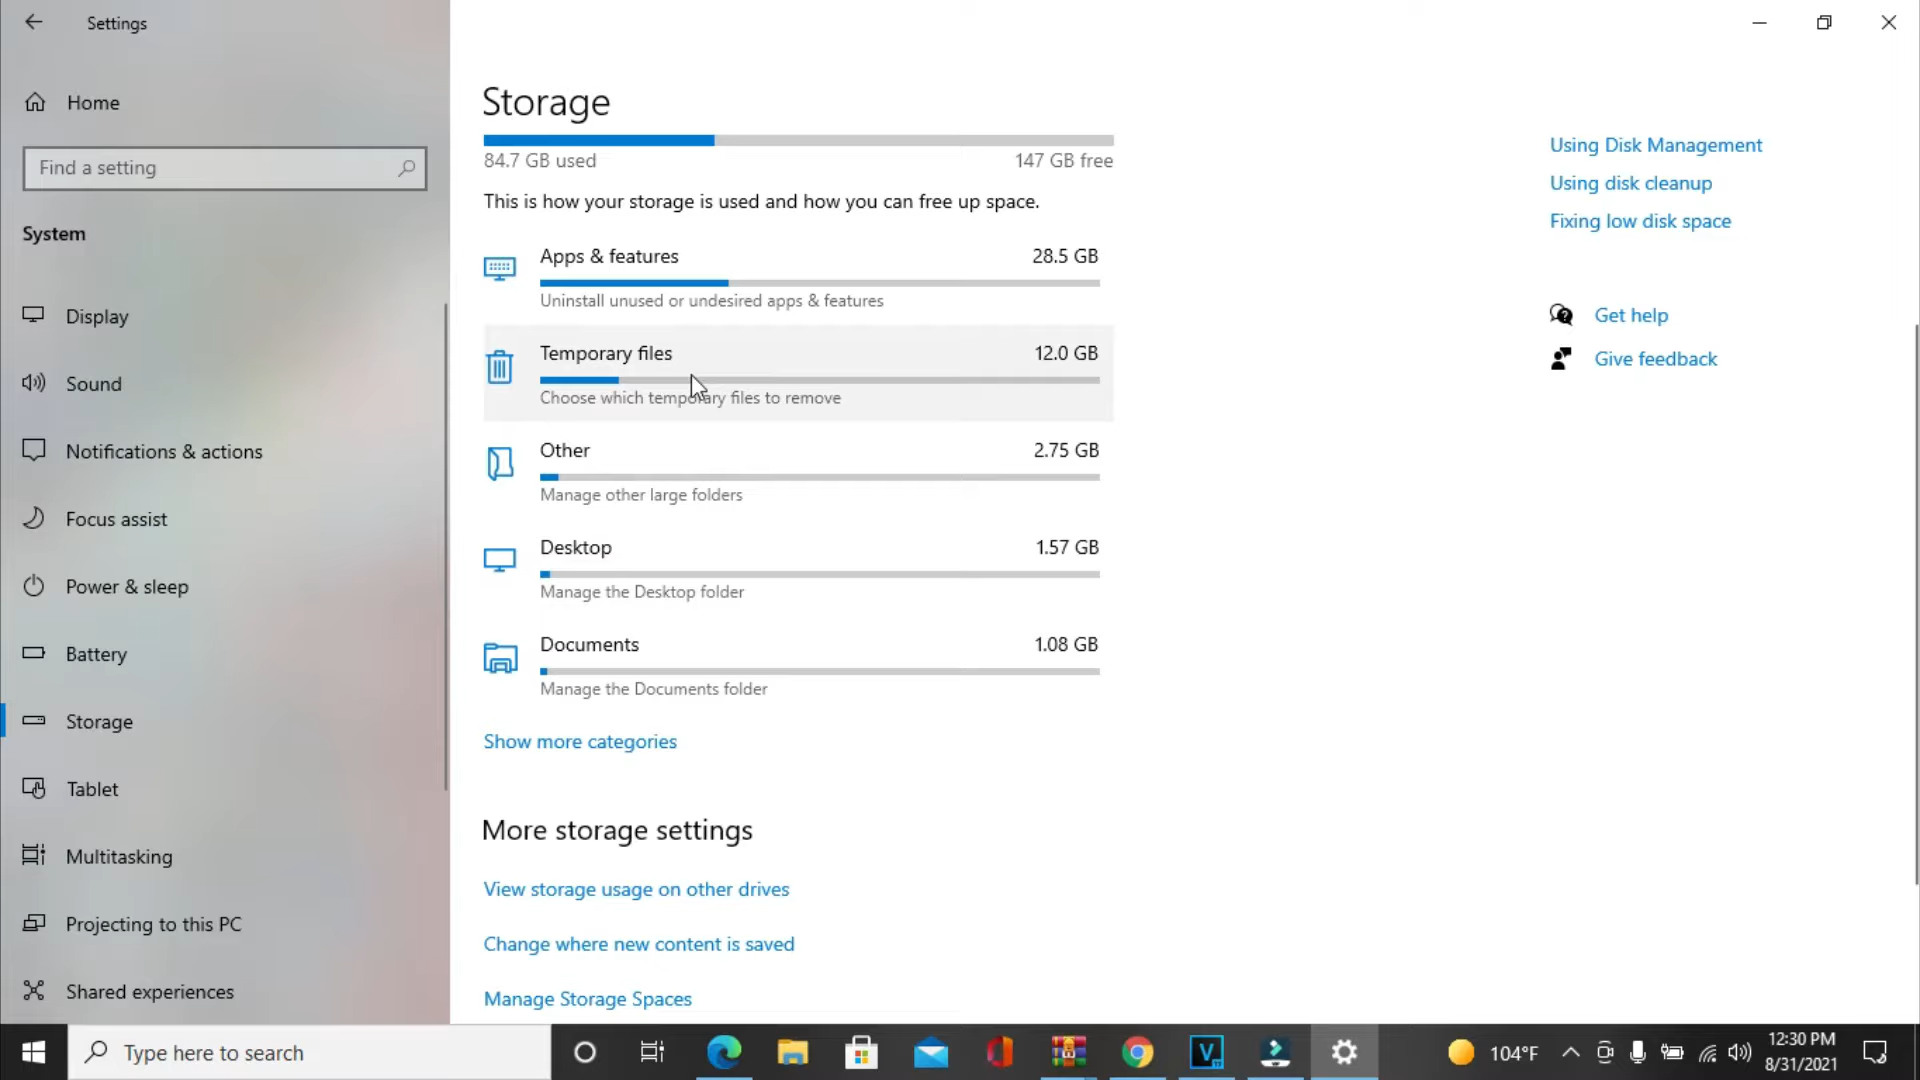 Settings
Home
Find a setting
System
Display
Sound
Notifications & actions
Focus assist
Power & sleep
Battery
Storage
Tablet
Multitasking
Projecting to this PC
Shared experiences
Storage
84.7 GB used 147 GB free
This is how your storage is used and how you can free up space.
Apps & features 28.5 GB
Uninstall unused or undesired apps & features
Temporary files 12.0 GB
Choose which temporary files to remove
Other 2.75 GB
Manage other large folders
Desktop 1.57 GB
Manage the Desktop folder
Documents 1.08 GB
Manage the Documents folder
Show more categories
More storage settings
View storage usage on other drives
Change where new content is saved
Manage Storage Spaces
Using Disk Management
Using disk cleanup
Fixing low disk space
Get help
Give feedback
Type here to search
V
104°F
12:30 PM
8/31/2021